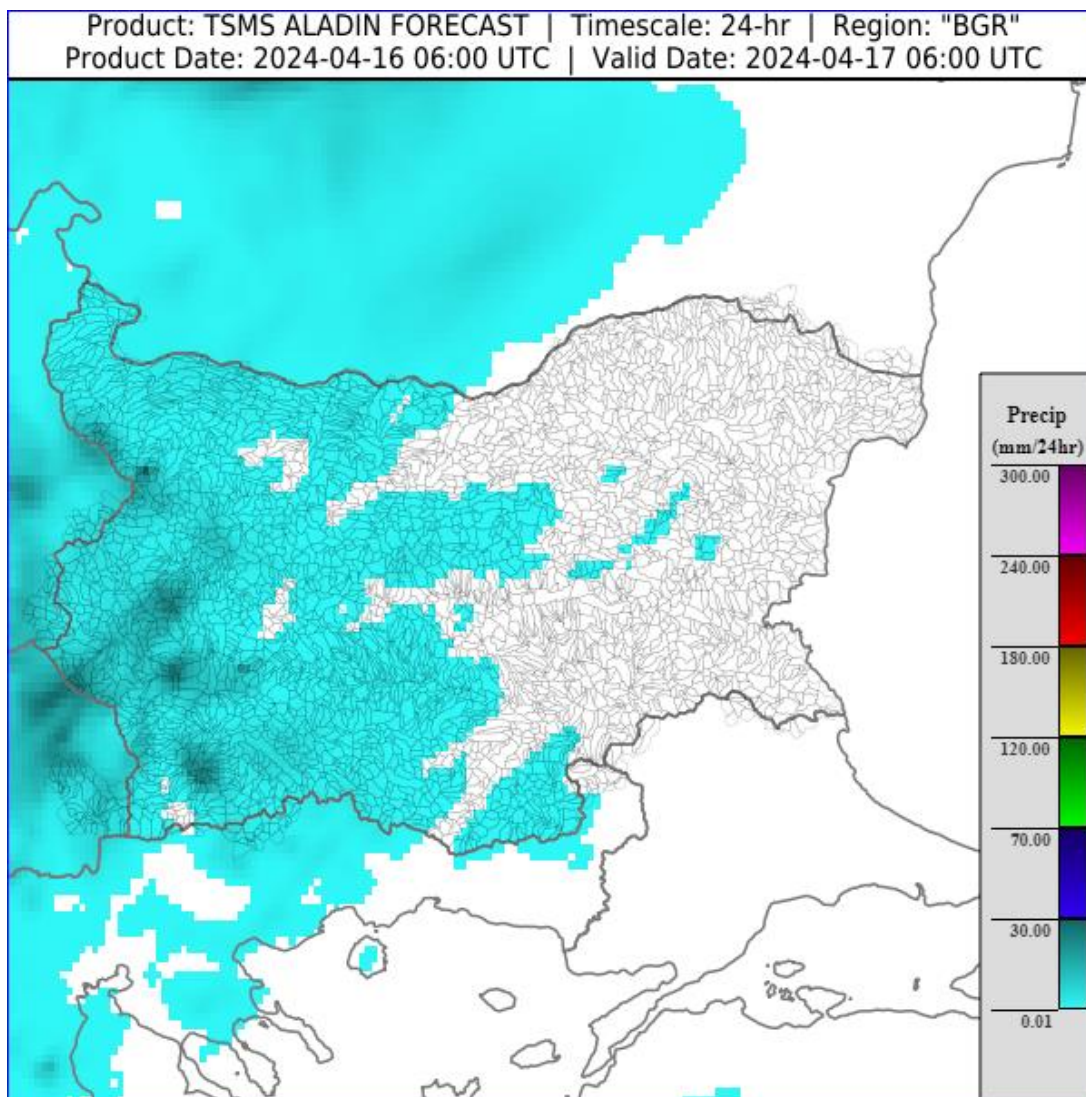 Product: TSMS ALADIN FORECAST | Timescale: 24-hr | Region: "BGR"
Product Date: 2024-04-16 06:00 UTC | Valid Date: 2024-04-17 06:00 UTC
Precip
(mm/24hr)
300.00
240.00
180.00
120.00
70.00
30.00
0.01